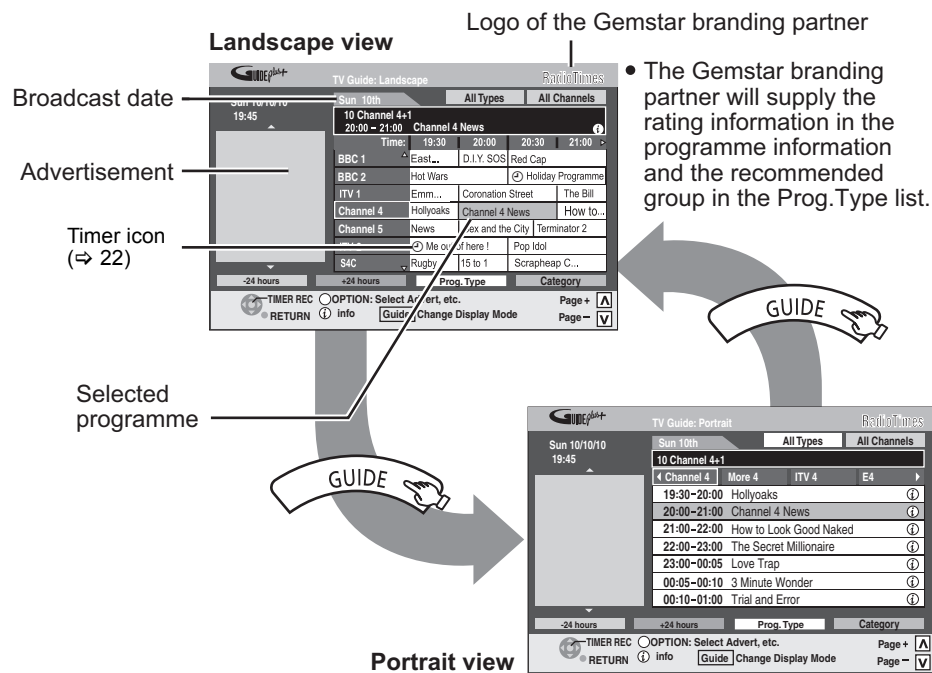 Logo of the Gemstar branding partner
Landscape view
GUIDE plus+
TV Guide: Landscape
RadioTimes
Broadcast date
Sun 10/10/10
Sun 10th
All Types
All Channels
19:45
10 Channel 4+1
20:00 – 21:00 Channel 4 News
Time: 19:30 20:00 20:30 21:00
Advertisement
BBC 1 East... D.I.Y. SOS Red Cap
BBC 2 Hot Wars Holiday Programme
ITV 1 Emm... Coronation Street The Bill
Channel 4 Hollyoaks Channel 4 News How to...
Channel 5 News Sex and the City Terminator 2
Me out of here ! Pop Idol
S4C Rugby 15 to 1 Scrapheap C...
Timer icon
(⇨ 22)
-24 hours +24 hours Prog.Type Category
TIMER REC OPTION: Select Advert, etc. Page+ ∧
RETURN i info Guide Change Display Mode Page– ∨
• The Gemstar branding
partner will supply the
rating information in the
programme information
and the recommended
group in the Prog.Type list.
GUIDE
Selected
programme
GUIDE
GUIDE plus+
TV Guide: Portrait
RadioTimes
Sun 10/10/10
Sun 10th
All Types
All Channels
19:45
10 Channel 4+1
Channel 4 More 4 ITV 4 E4
19:30–20:00 Hollyoaks i
20:00–21:00 Channel 4 News i
21:00–22:00 How to Look Good Naked i
22:00–23:00 The Secret Millionaire i
23:00–00:05 Love Trap i
00:05–00:10 3 Minute Wonder i
00:10–01:00 Trial and Error i
-24 hours +24 hours Prog.Type Category
TIMER REC OPTION: Select Advert, etc. Page+ ∧
RETURN i info Guide Change Display Mode Page– ∨
Portrait view